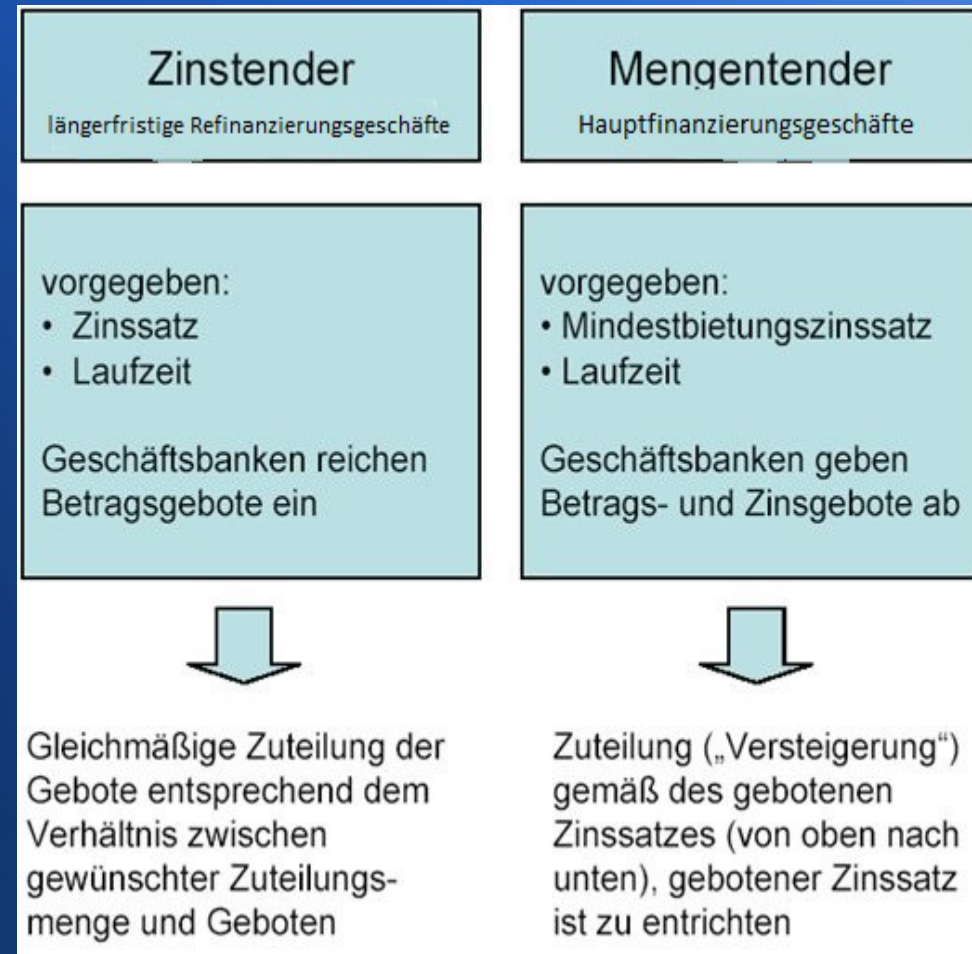 Zinstender
längerfristige Refinanzierungsgeschäfte
vorgegeben:
• Zinssatz
• Laufzeit
Geschäftsbanken reichen
Betragsgebote ein
Gleichmäßige Zuteilung der
Gebote entsprechend dem
Verhältnis zwischen
gewünschter Zuteilungs-
menge und Geboten
Mengentender
Hauptfinanzierungsgeschäfte
vorgegeben:
• Mindestbietungszinssatz
• Laufzeit
Geschäftsbanken geben
Betrags- und Zinsgebote ab
Zuteilung („Versteigerung“)
gemäß des gebotenen
Zinssatzes (von oben nach
unten), gebotener Zinssatz
ist zu entrichten